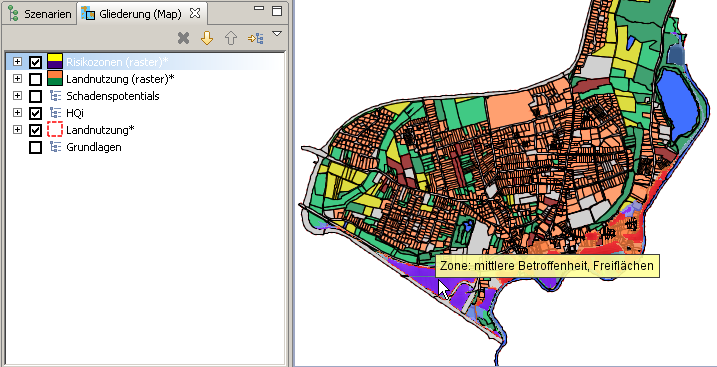 Szenarien
Gliederung (Map)
Risikozonen (raster)*
Landnutzung (raster)*
Schadenspotentials
HQi
Landnutzung*
Grundlagen
Zone: mittlere Betroffenheit, Freiflächen